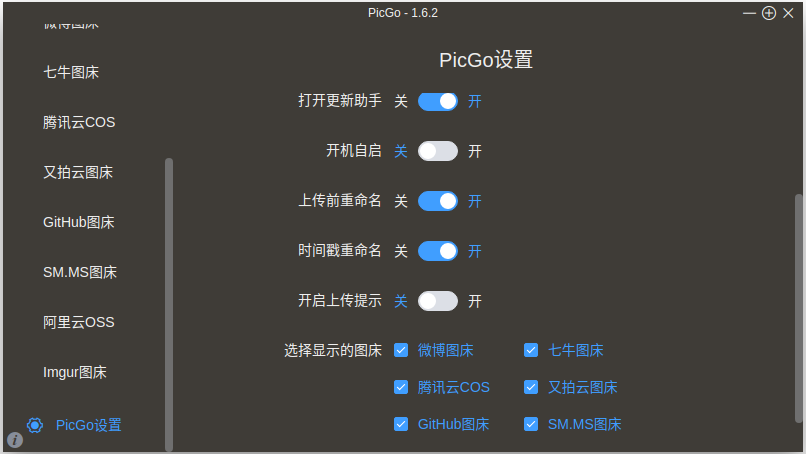 PicGo - 1.6.2
微博图床
七牛图床
腾讯云COS
又拍云图床
GitHub图床
SM.MS图床
阿里云OSS
Imgur图床
PicGo设置
PicGo设置
打开更新助手 关 开
开机自启 关 开
上传前重命名 关 开
时间戳重命名 关 开
开启上传提示 关 开
选择显示的图床 微博图床 七牛图床
腾讯云COS 又拍云图床
GitHub图床 SM.MS图床